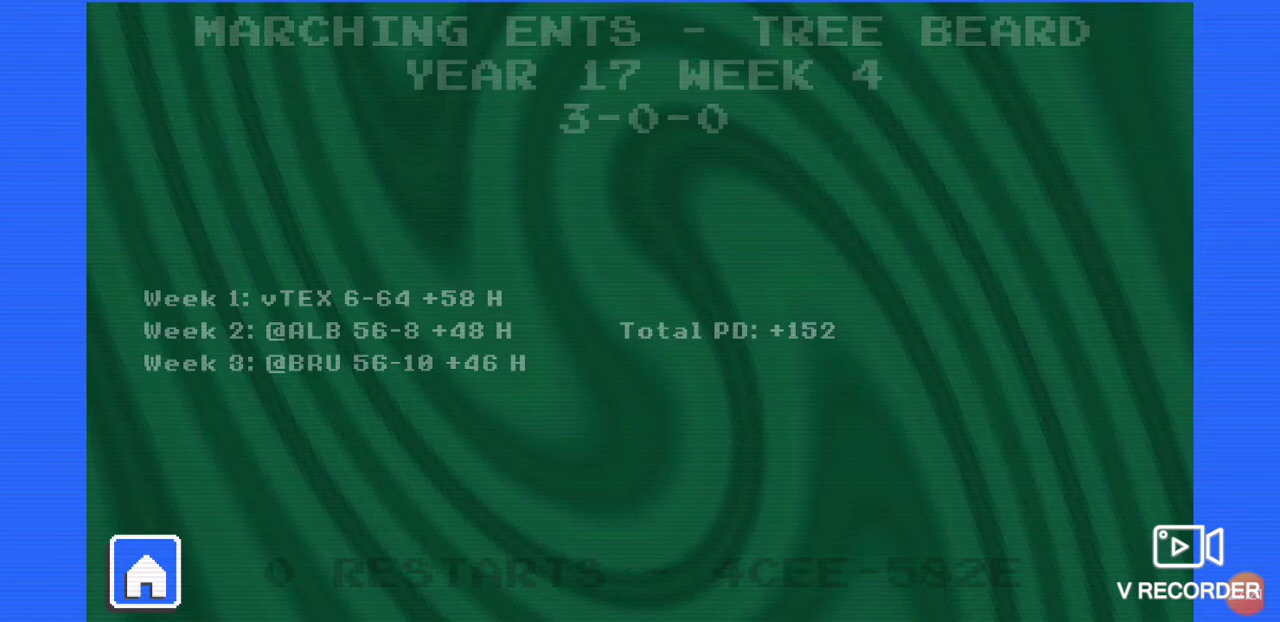 MARCHING ENTS - TREE BEARD
YEAR 17 WEEK 4
3-0-0
Week 1: vTEX 6-64 +58 H
Week 2: @ALB 56-8 +48 H
Total PD: +152
Week 3: @BRU 56-10 +46 H
0 RESTARTS
4CEE-582E
V RECORDER